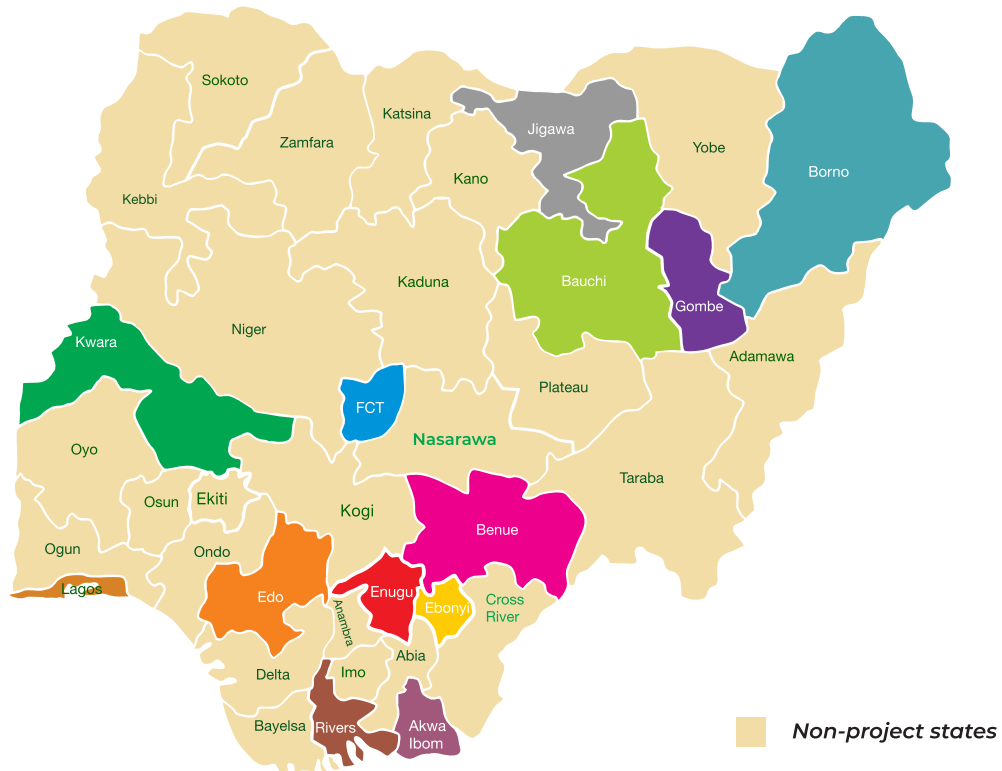 Sokoto
Katsina
Jigawa
Zamfara
Yobe
Borno
Kano
Kebbi
Kaduna
Bauchi
Gombe
Niger
Kwara
Adamawa
Plateau
FCT
Nasarawa
Oyo
Taraba
Osun
Ekiti
Kogi
Benue
Ogun
Ondo
Lagos
Edo
Enugu
Ebonyi
Cross
River
Anambra
Abia
Delta
Imo
Bayelsa
Rivers
Akwa
Ibom
Non-project states